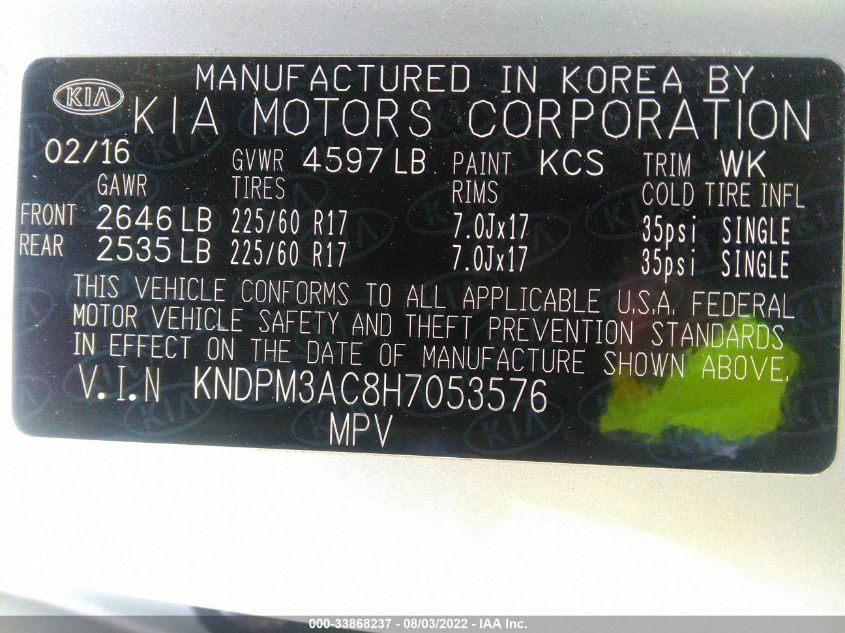 MANUFACTURED IN KOREA BY
KIA KIA MOTORS CORPORATION
02/16 GVWR 4597 LB PAINT KCS TRIM WK
GAWR TIRES RIMS COLD TIRE INFL
FRONT 2646 LB 225/60 R17 7.0Jx17 35psi SINGLE
REAR 2535 LB 225/60 R17 7.0Jx17 35psi SINGLE
THIS VEHICLE CONFORMS TO ALL APPLICABLE U.S.A. FEDERAL
MOTOR VEHICLE SAFETY AND THEFT PREVENTION STANDARDS
IN EFFECT ON THE DATE OF MANUFACTURE SHOWN ABOVE.
V.I.N KNDPM3AC8H7053576
MPV
000-33868237 - 08/03/2022 - IAA Inc.